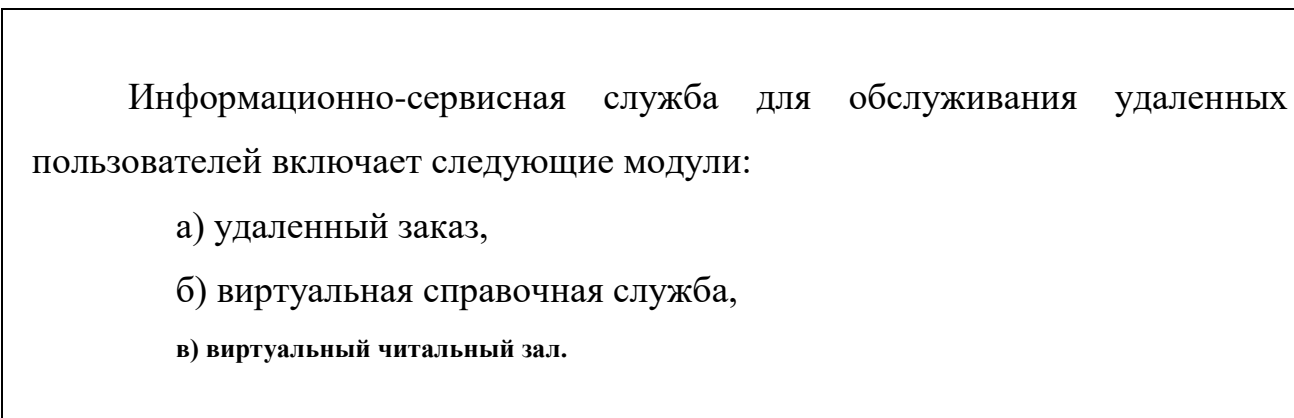 Информационно-сервисная служба для обслуживания удаленных
пользователей включает следующие модули:
а) удаленный заказ,
б) виртуальная справочная служба,
в) виртуальный читальный зал.